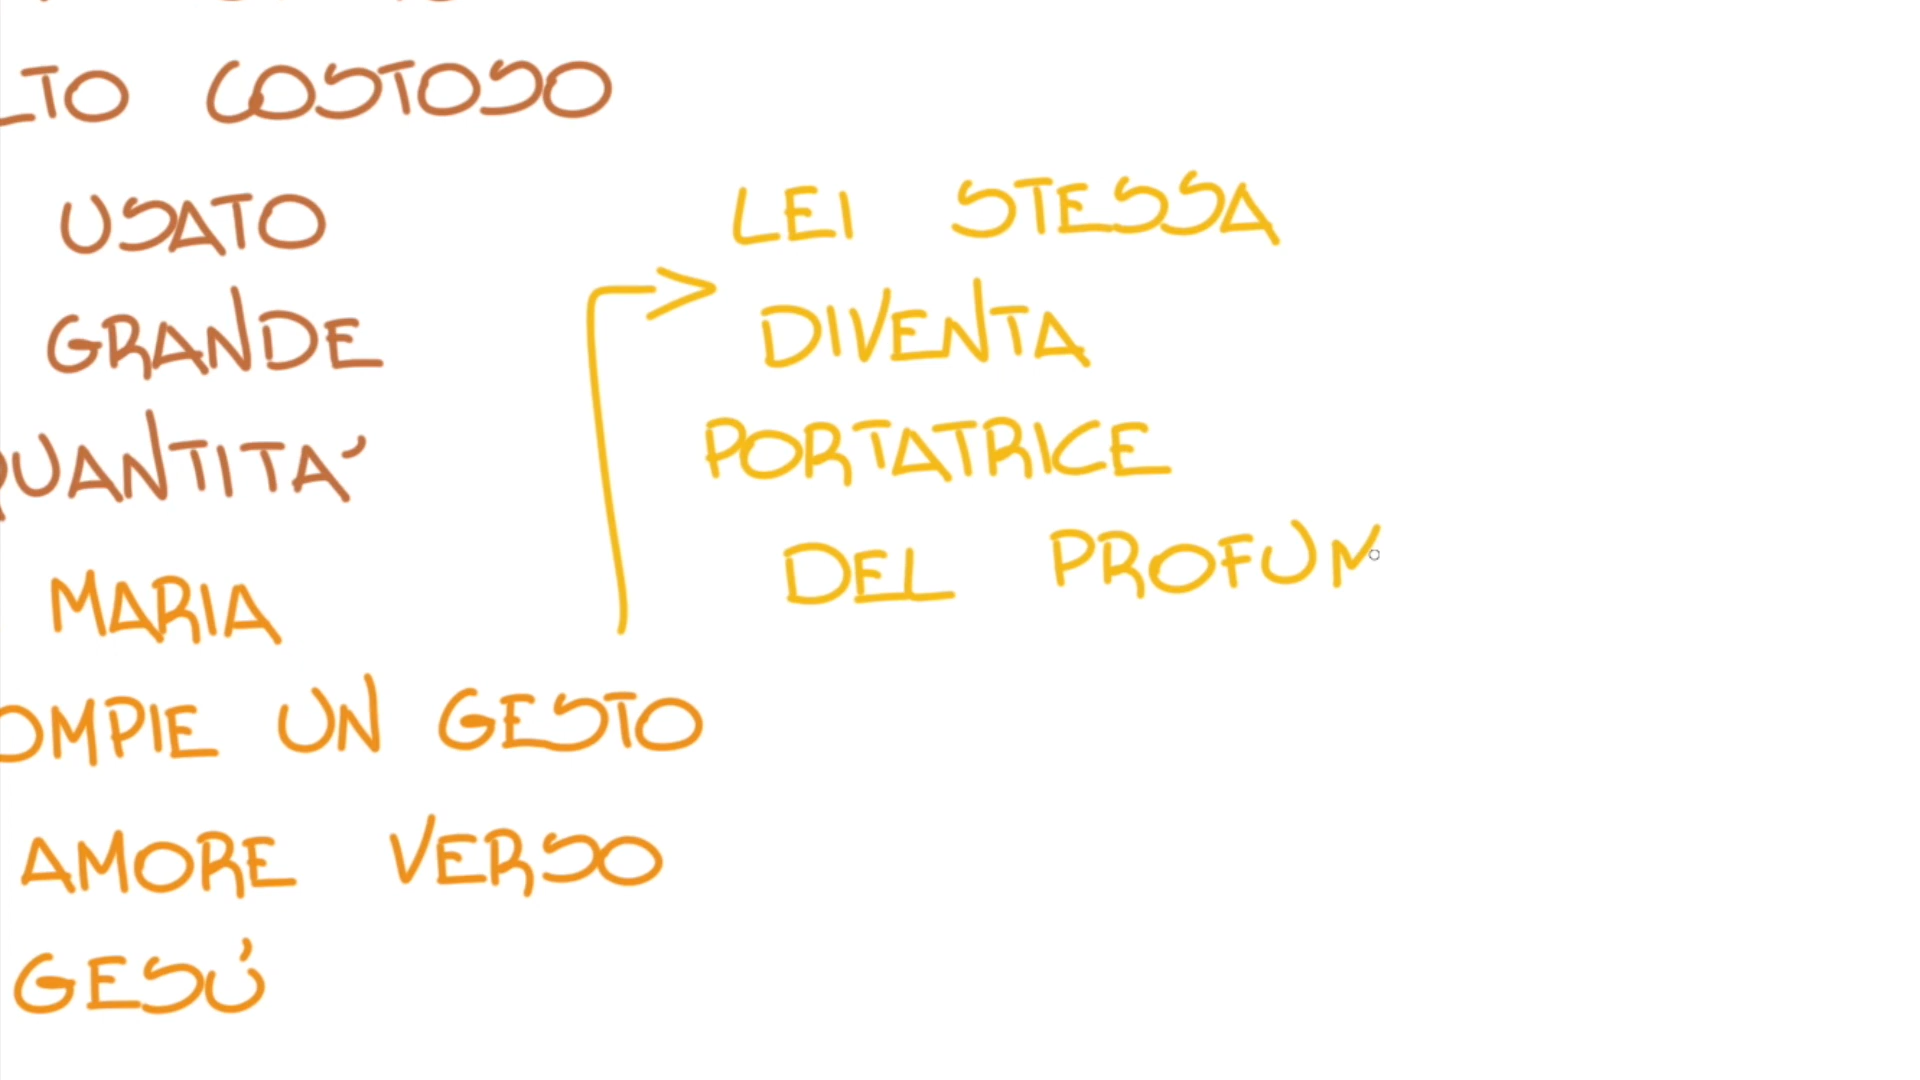 LTO COSTOSO
USATO
GRANDE
QUANTITA'
MARIA
OMPIE UN GESTO
AMORE VERSO
GESÙ
LEI STESSA
DIVENTA
PORTATRICE
DEL PROFUM